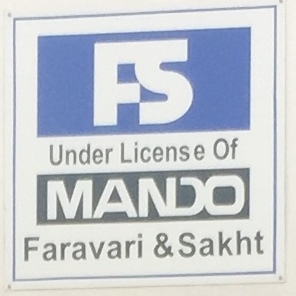 FS
Under License Of
MANDO
Faravari & Sakht